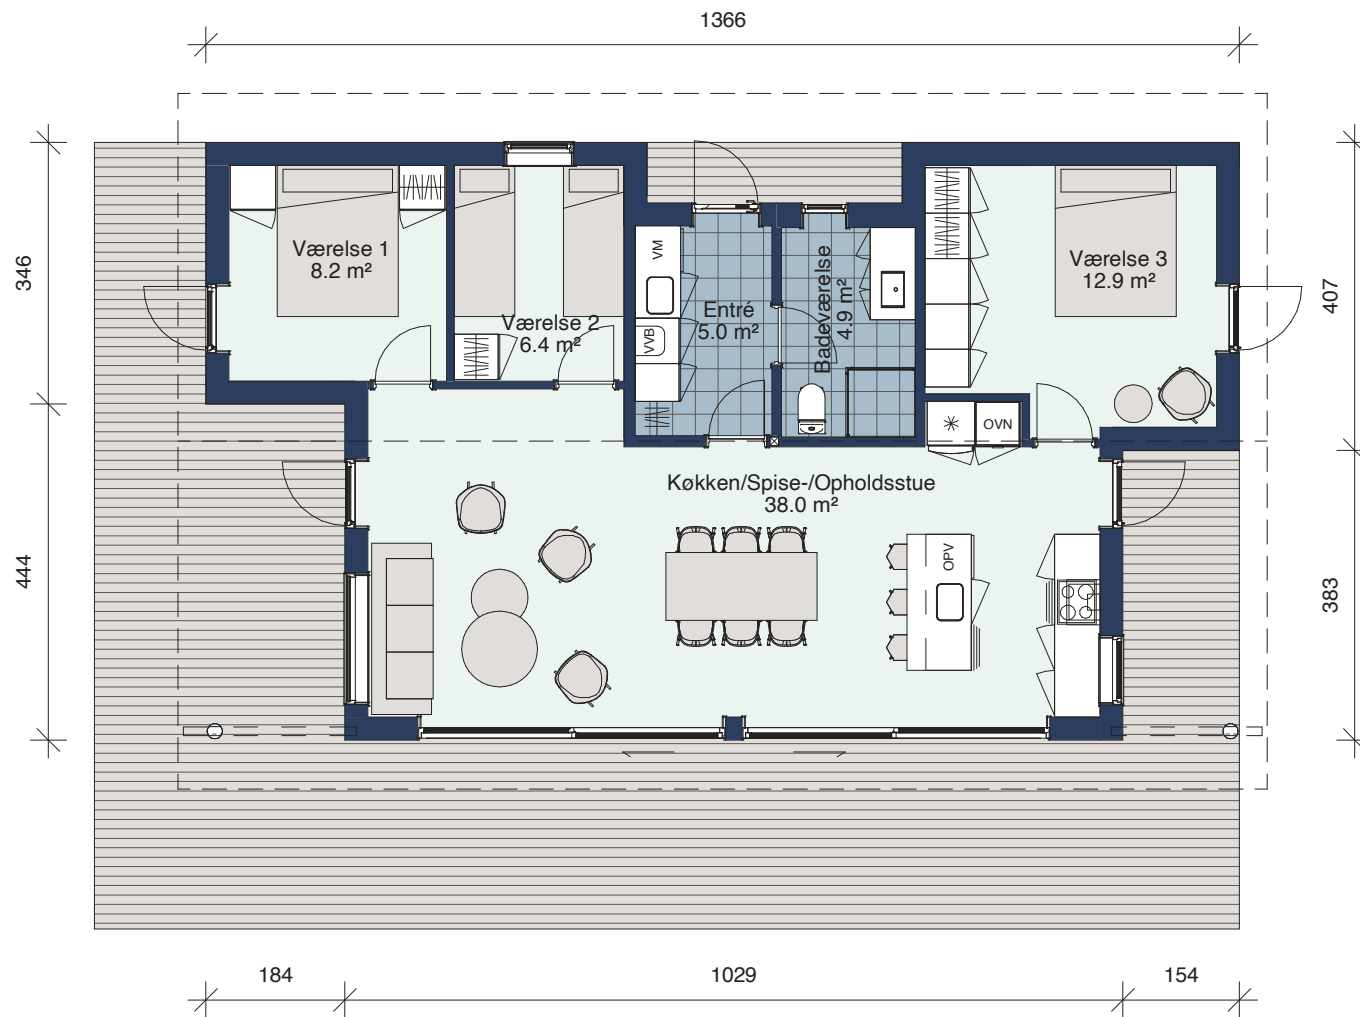 1366
346
444
407
383
Værelse 1
8.2 m²
Værelse 2
6.4 m²
VM
VVB
Entré
5.0 m²
Badeværelse
4.9 m²
Værelse 3
12.9 m²
OVN
Køkken/Spise-/Opholdsstue
38.0 m²
OPV
184
1029
154